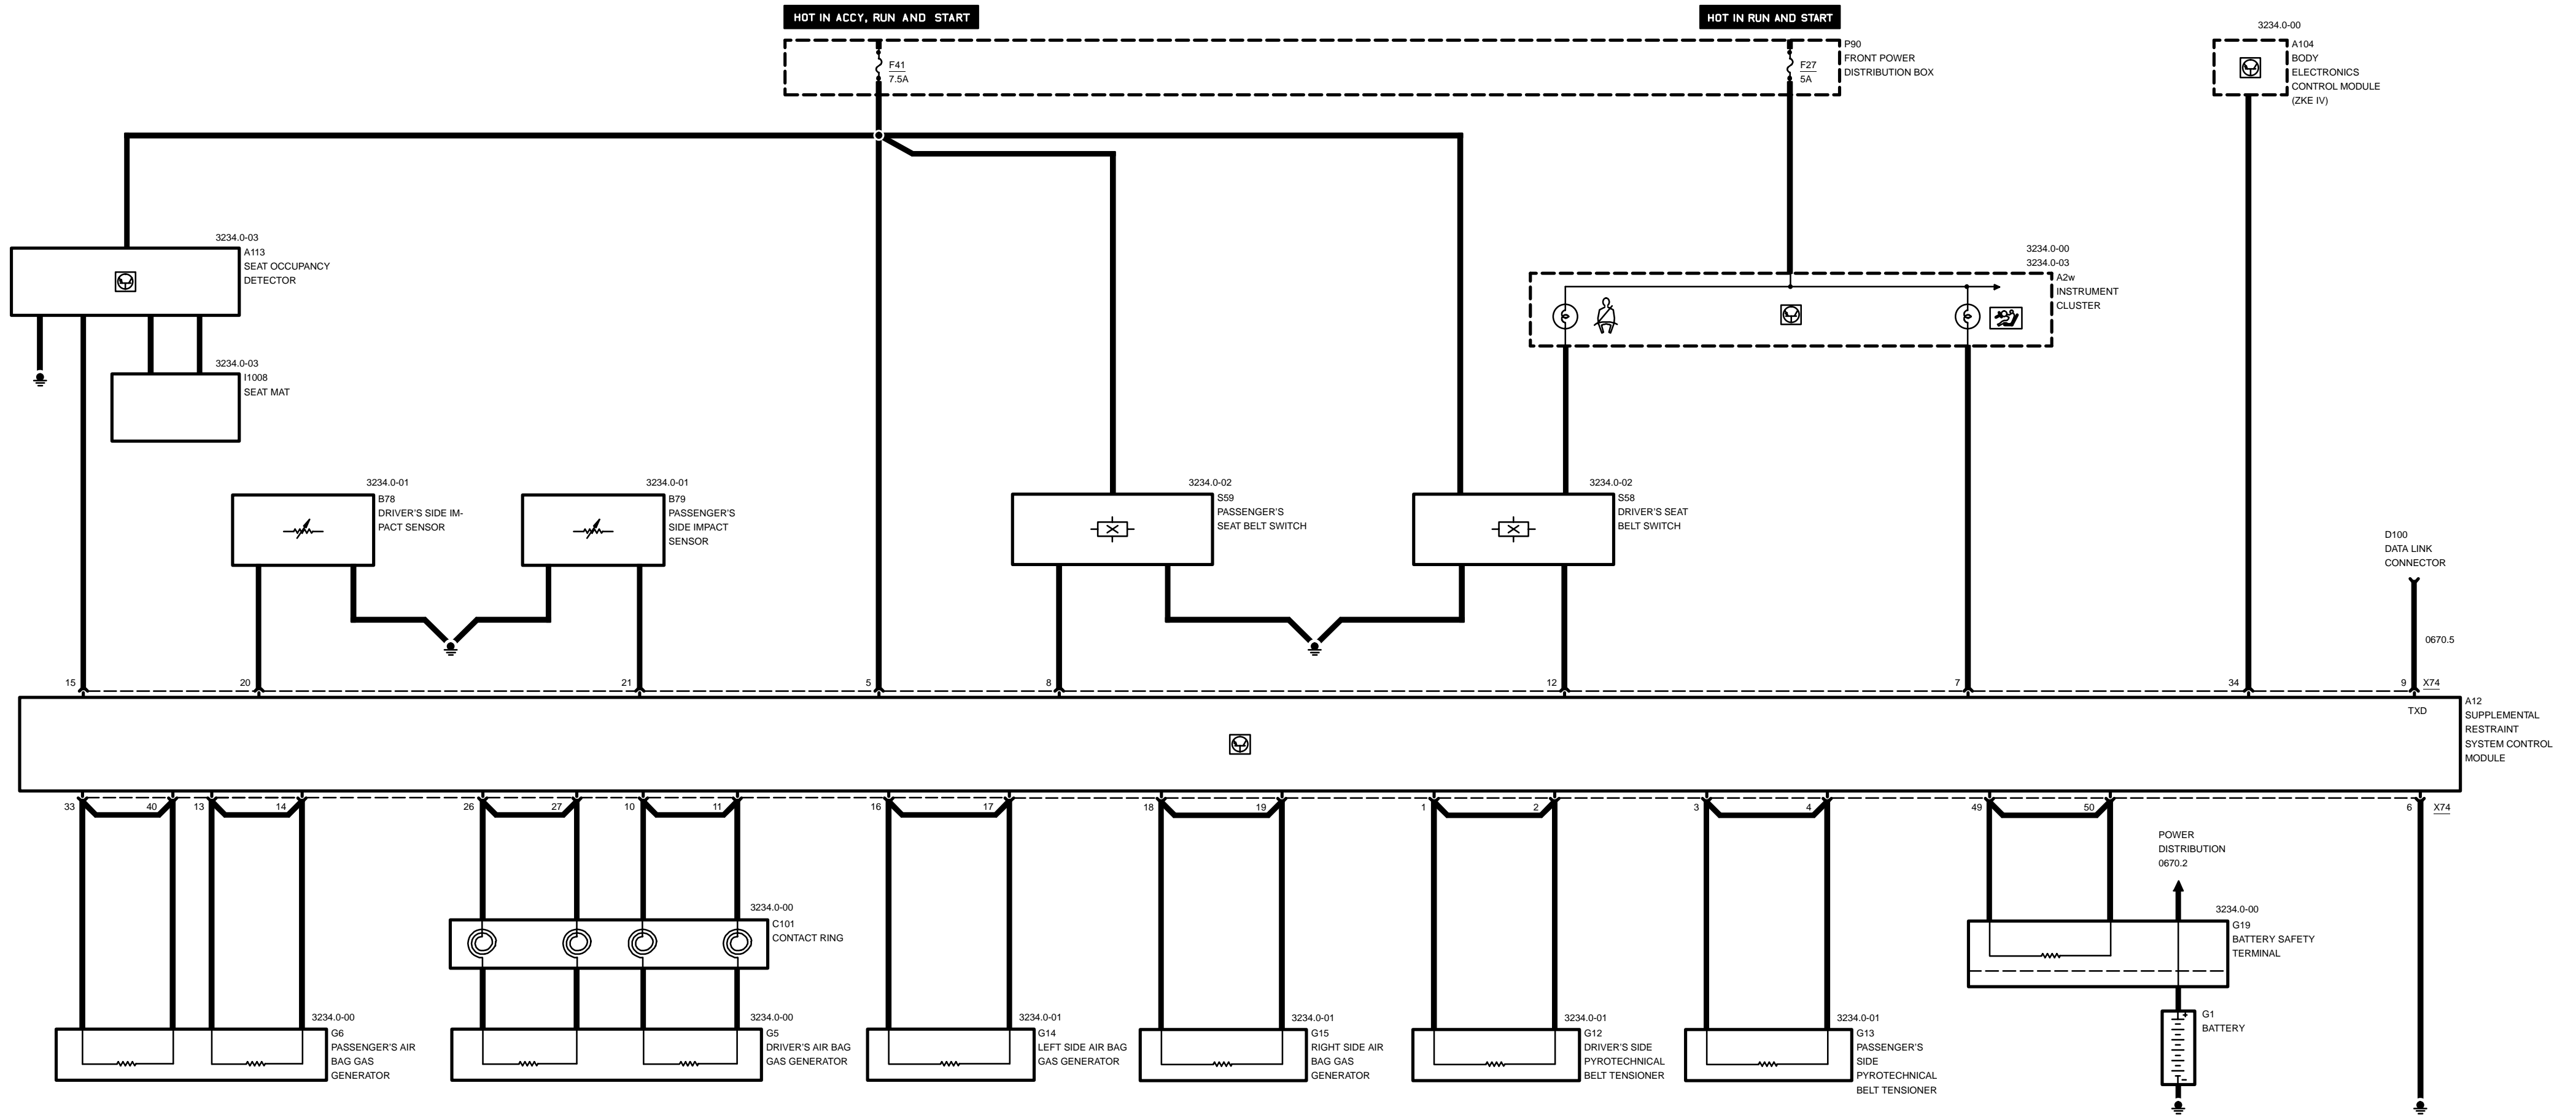 HOT IN ACCY, RUN AND START
HOT IN RUN AND START
3234.0-00
F41
7.5A
F27
5A
P90
FRONT POWER
DISTRIBUTION BOX
A104
BODY
ELECTRONICS
CONTROL MODULE
(ZKE IV)
3234.0-03
A113
SEAT OCCUPANCY
DETECTOR
3234.0-03
I1008
SEAT MAT
3234.0-00
3234.0-03
A2w
INSTRUMENT
CLUSTER
3234.0-01
B78
DRIVER'S SIDE IM-
PACT SENSOR
3234.0-01
B79
PASSENGER'S
SIDE IMPACT
SENSOR
3234.0-02
S59
PASSENGER'S
SEAT BELT SWITCH
3234.0-02
S58
DRIVER'S SEAT
BELT SWITCH
D100
DATA LINK
CONNECTOR
0670.5
15
20
21
5
8
12
7
34
9
X74
TXD
A12
SUPPLEMENTAL
RESTRAINT
SYSTEM CONTROL
MODULE
33
40
13
14
26
27
10
11
16
17
18
19
1
2
3
4
49
50
6
X74
POWER
DISTRIBUTION
0670.2
3234.0-00
C101
CONTACT RING
3234.0-00
G19
BATTERY SAFETY
TERMINAL
3234.0-00
G6
PASSENGER'S AIR
BAG GAS
GENERATOR
3234.0-00
G5
DRIVER'S AIR BAG
GAS GENERATOR
3234.0-01
G14
LEFT SIDE AIR BAG
GAS GENERATOR
3234.0-01
G15
RIGHT SIDE AIR
BAG GAS
GENERATOR
3234.0-01
G12
DRIVER'S SIDE
PYROTECHNICAL
BELT TENSIONER
3234.0-01
G13
PASSENGER'S
SIDE
PYROTECHNICAL
BELT TENSIONER
G1
BATTERY
+
-